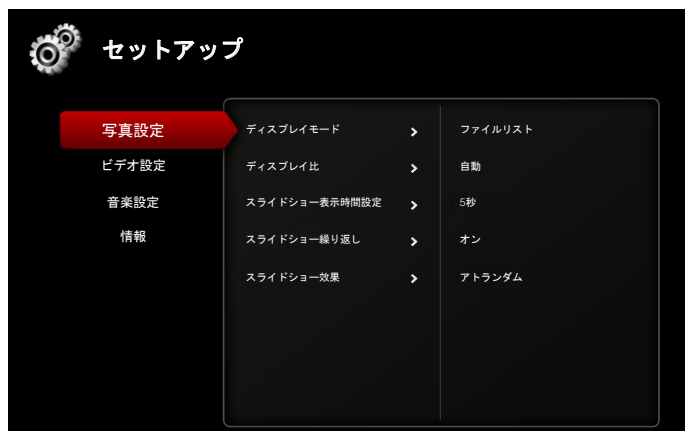 セットアップ
写真設定
ビデオ設定
音楽設定
情報
ディスプレイモード
ファイルリスト
ディスプレイ比
自動
スライドショー表示時間設定
5秒
スライドショー繰り返し
オン
スライドショー効果
アトランダム